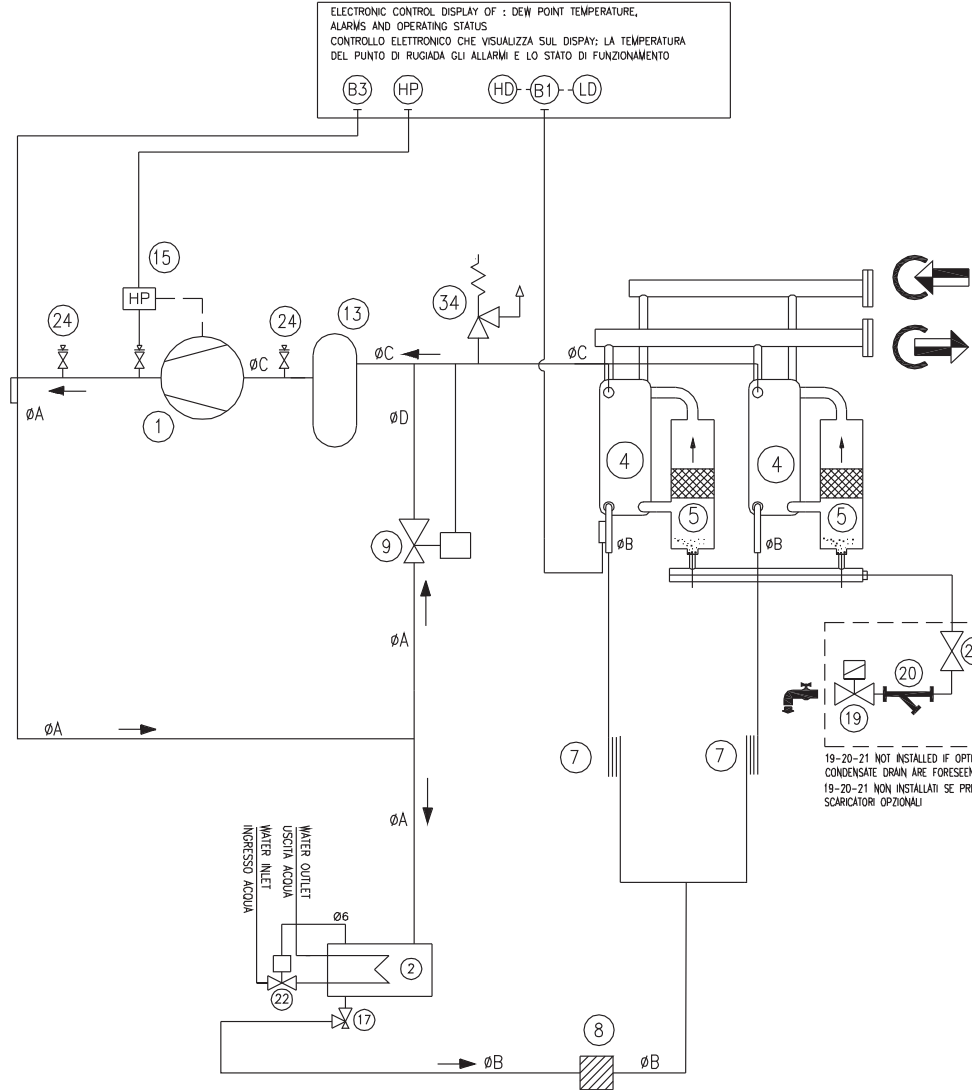 ELECTRONIC CONTROL DISPLAY OF : DEW POINT TEMPERATURE,
ALARMS AND OPERATING STATUS
CONTROLLO ELETTRONICO CHE VISUALIZZA SUL DISPAY: LA TEMPERATURA
DEL PUNTO DI RUGIADA GLI ALLARMI E LO STATO DI FUNZIONAMENTO
B3 HP HD B1 LD
15
HP
24
24
13
34
ØC
ØC
ØC
ØA
1
ØD
4
4
5
5
9
ØB
ØB
ØA
20
19
ØA
7
7
19-20-21 NOT INSTALLED IF
CONDENSATE DRAIN ARE
19-20-21 NON INSTALLATI SE
SCARICATORI OPZIONALI
ØA
WATER OUTLET
USCITA ACQUA
WATER INLET
INGRESSO ACQUA
Ø6
2
22
17
8
ØB
ØB